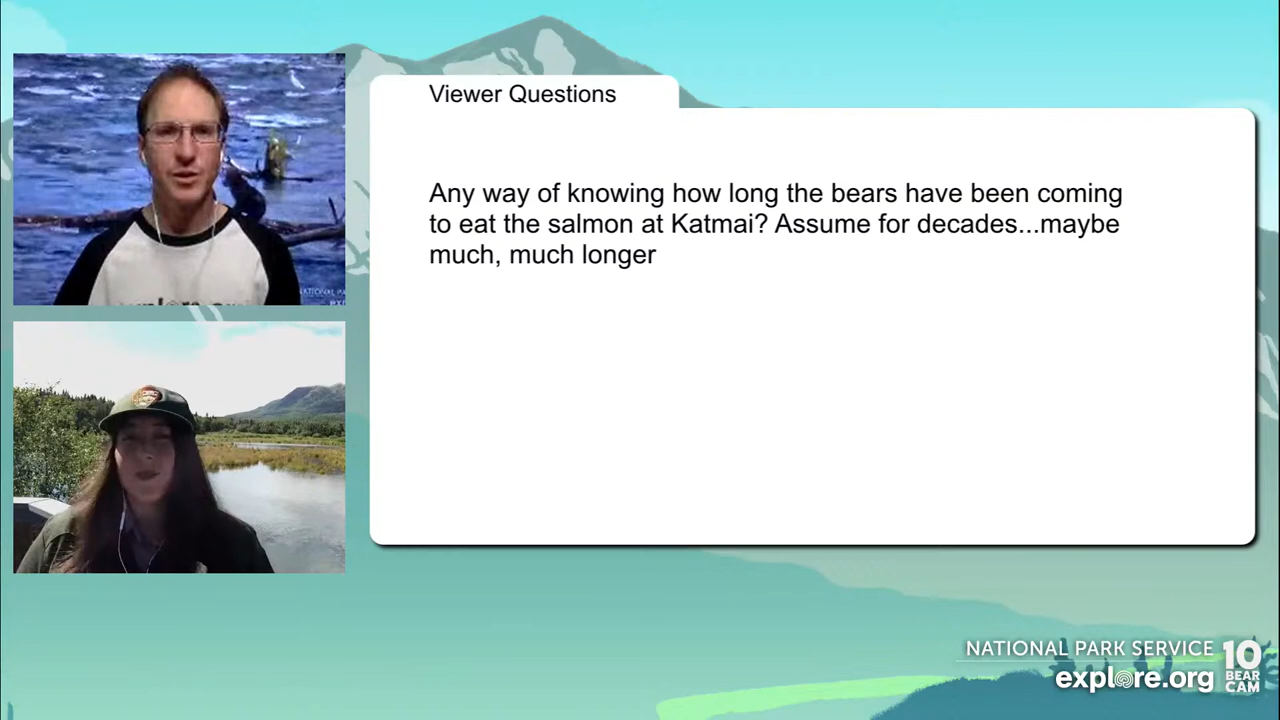 Viewer Questions
Any way of knowing how long the bears have been coming
to eat the salmon at Katmai? Assume for decades...maybe
much, much longer
NATIONAL PARK SERVICE
explore.org
10
BEAR
CAM